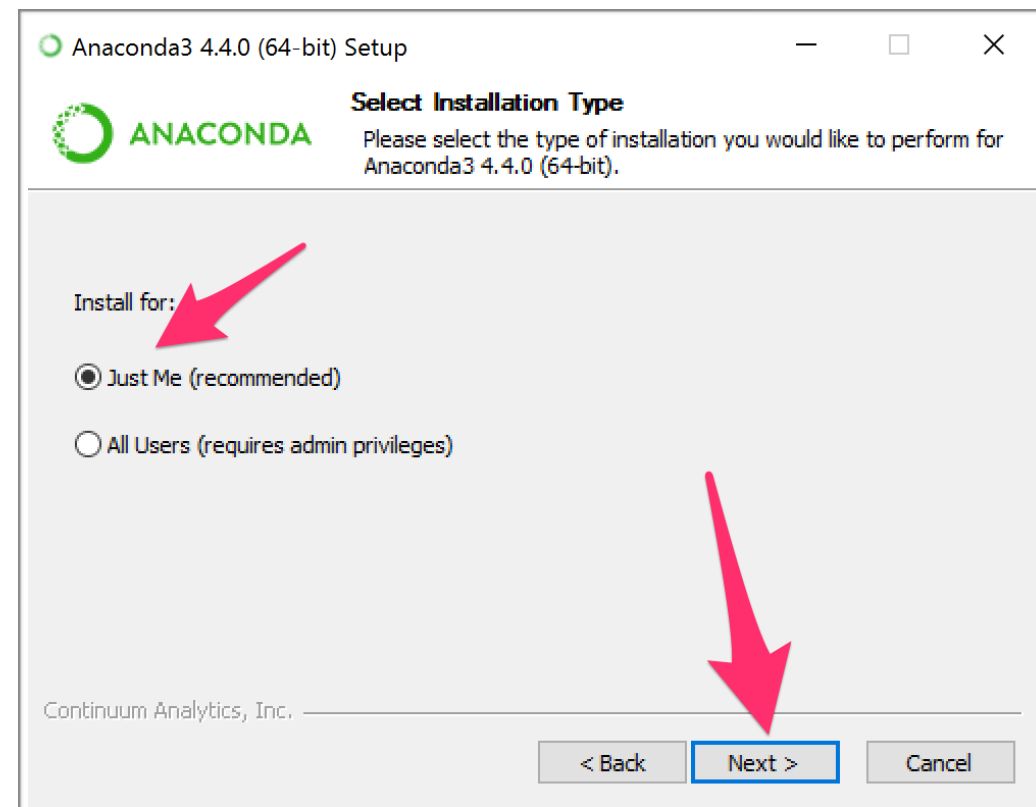 Anaconda3 4.4.0 (64-bit) Setup
ANACONDA
Select Installation Type
Please select the type of installation you would like to perform for
Anaconda3 4.4.0 (64-bit).
Install for:
Just Me (recommended)
All Users (requires admin privileges)
Continuum Analytics, Inc.
< Back
Next >
Cancel